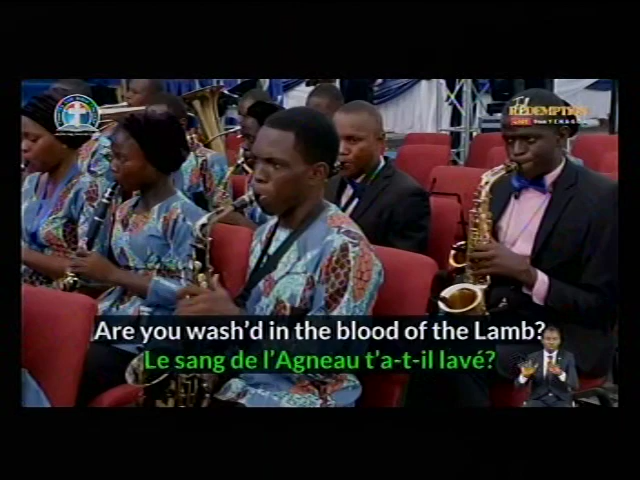 REDEMPTION
Are you wash'd in the blood of the Lamb?
Le sang de l'Agneau t'a-t-il lavé?